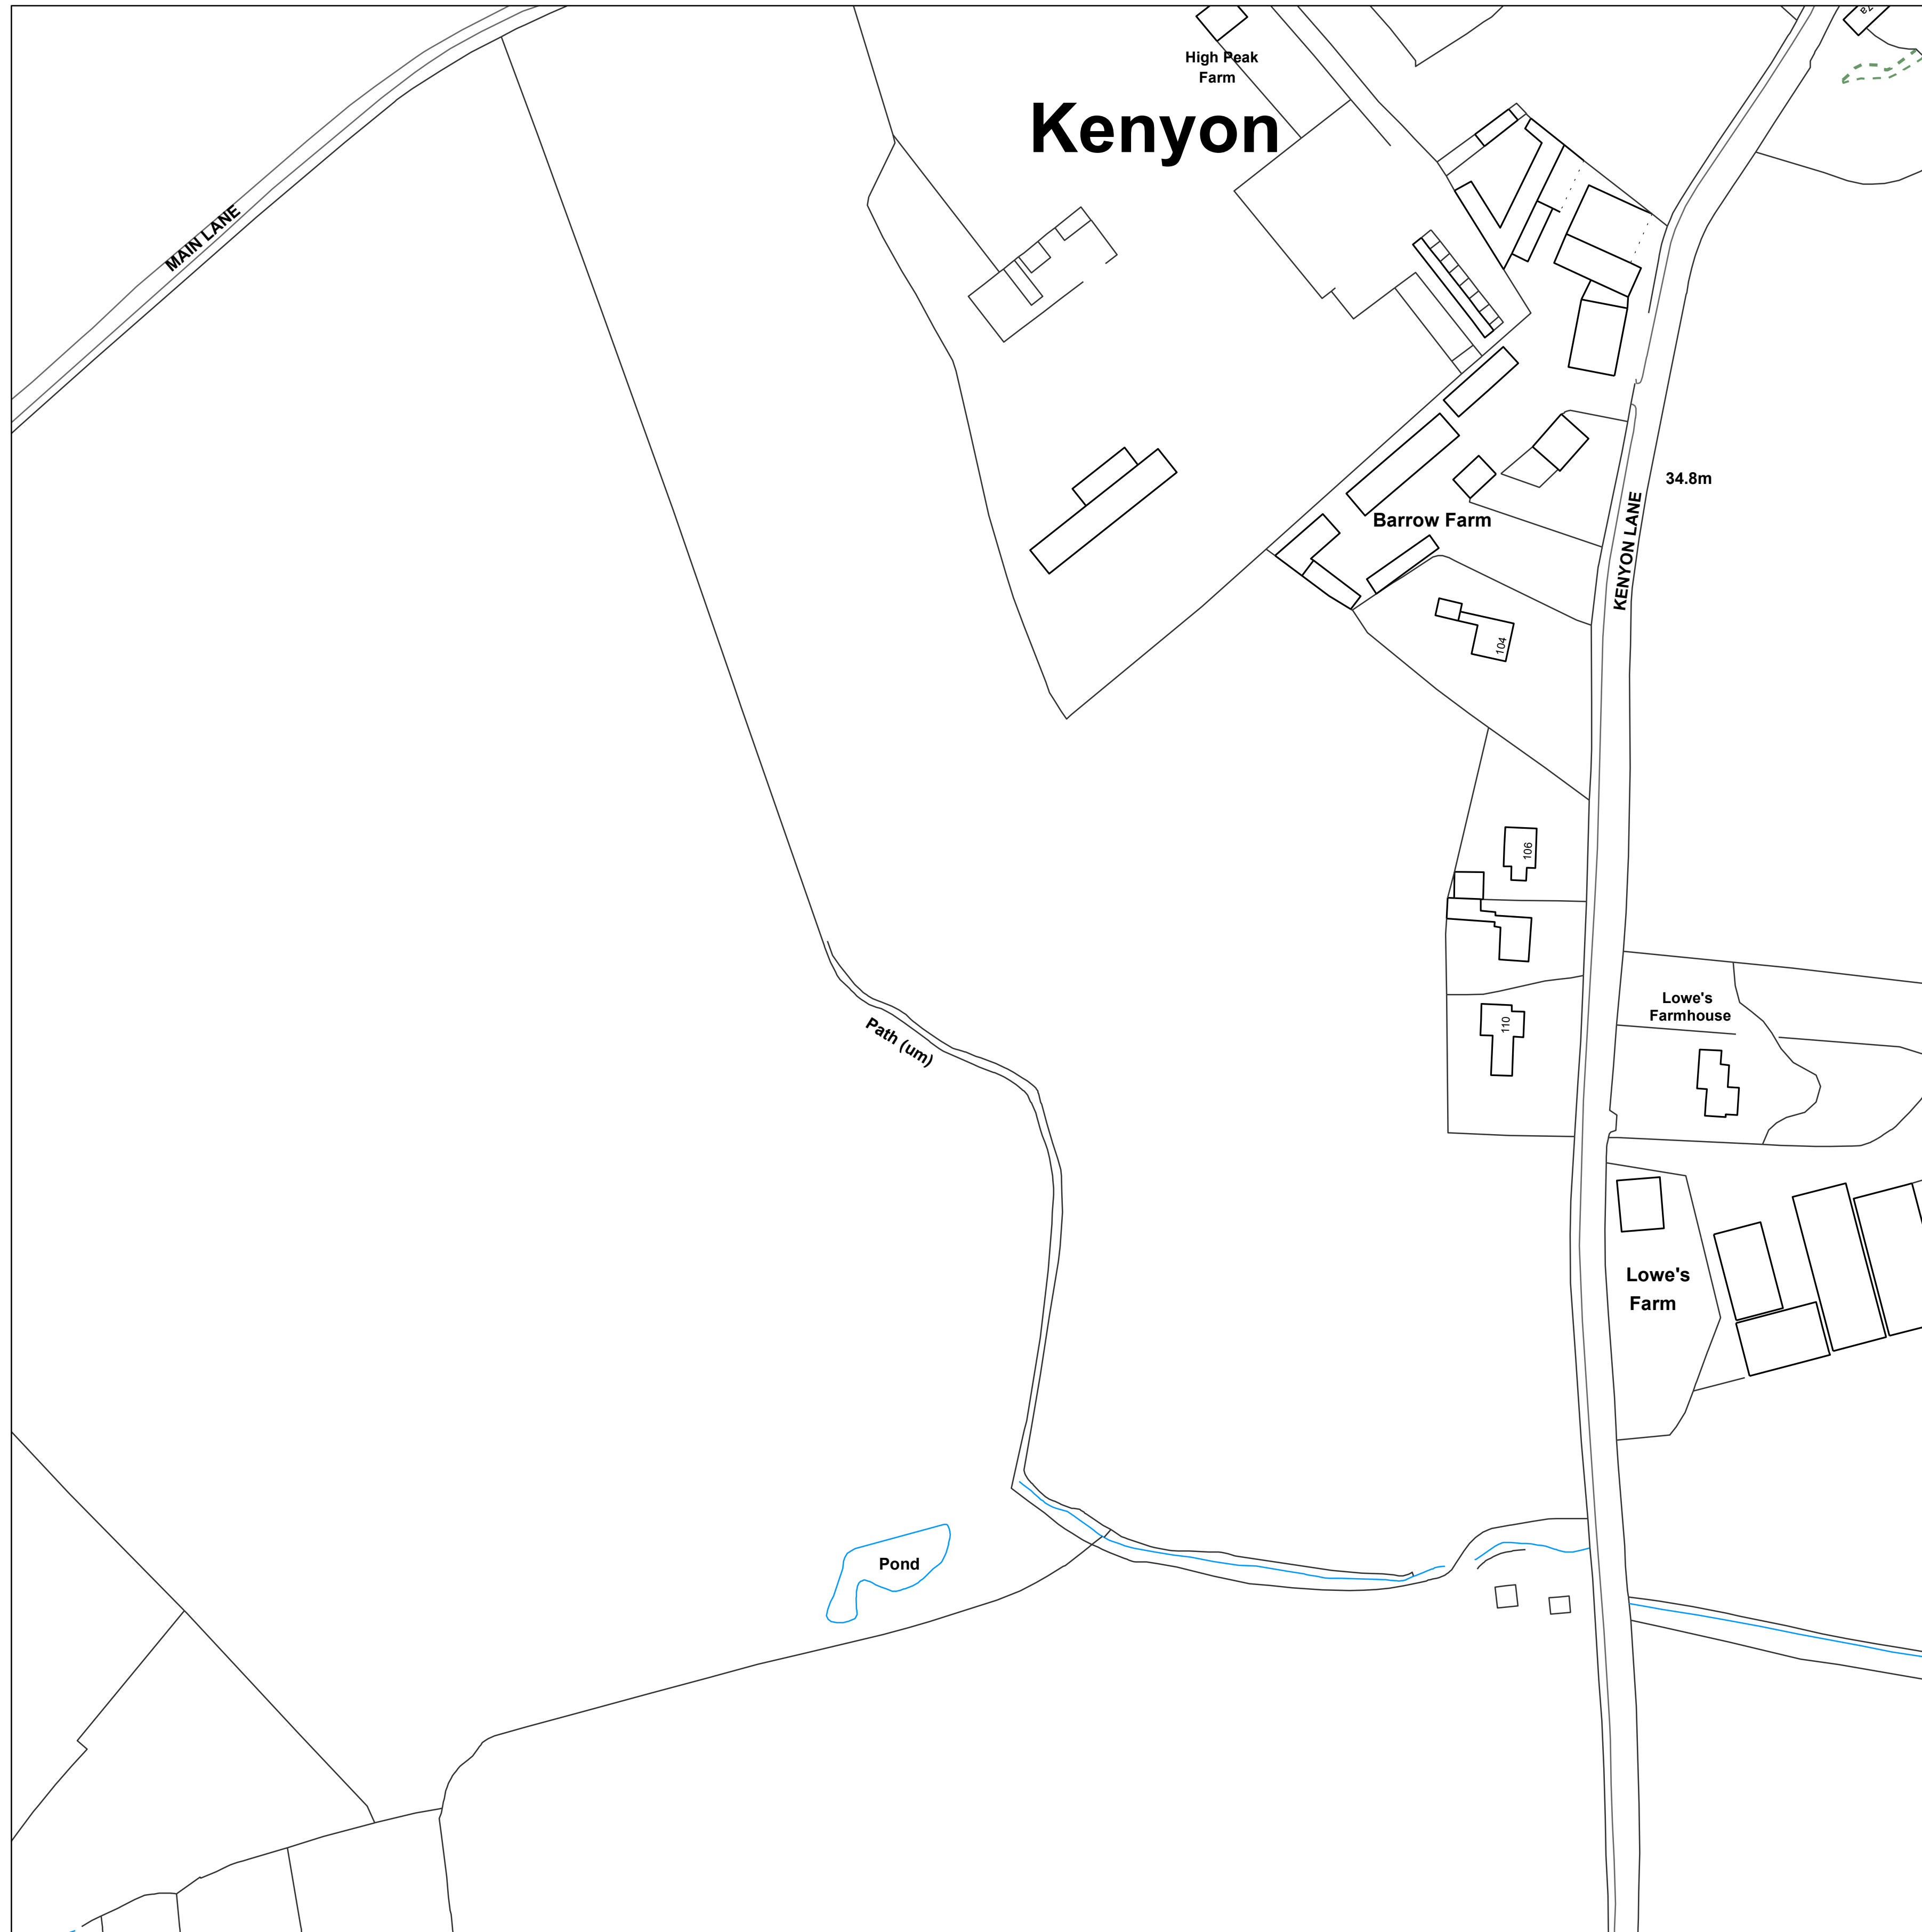 7a
High Peak
Farm
Kenyon
MAIN LANE
34.8m
KENYON LANE
Barrow Farm
104
106
Lowe's
Farmhouse
110
Path (um)
Lowe's
Farm
Pond